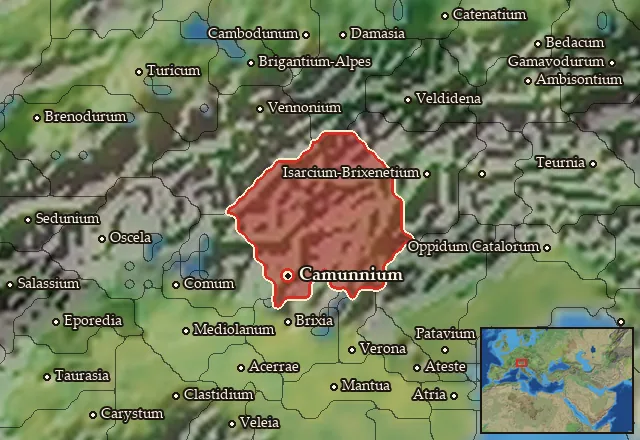 Catenatium
Cambodunum
Damasia
Bedacum
Brigantium-Alpes
Gamavodurum
Turicum
Ambisontium
Veldidena
Vennonium
Brenodurum
Teurnia
Isarcium-Brixenetium
Sedunium
Oscela
Oppidum Catalorum
Camunnium
Salassium
Comum
Eporedia
Brixia
Mediolanum
Patavium
Verona
Acerrae
Ateste
Taurasia
Mantua
Clastidium
Atria
Carystum
Veleia